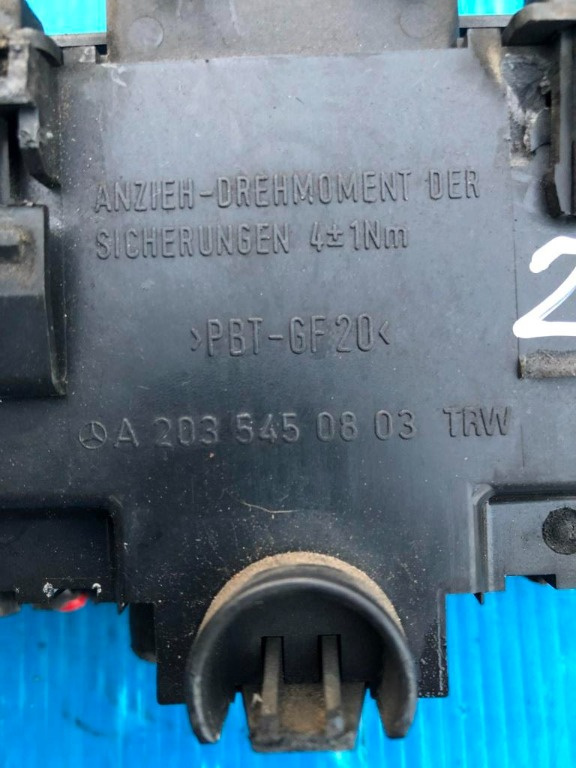 ANZIEH-DREHMOMENT DER
SICHERUNGEN 4±1Nm
>PBT-GF20<
A 203 545 08 03 TRW
2